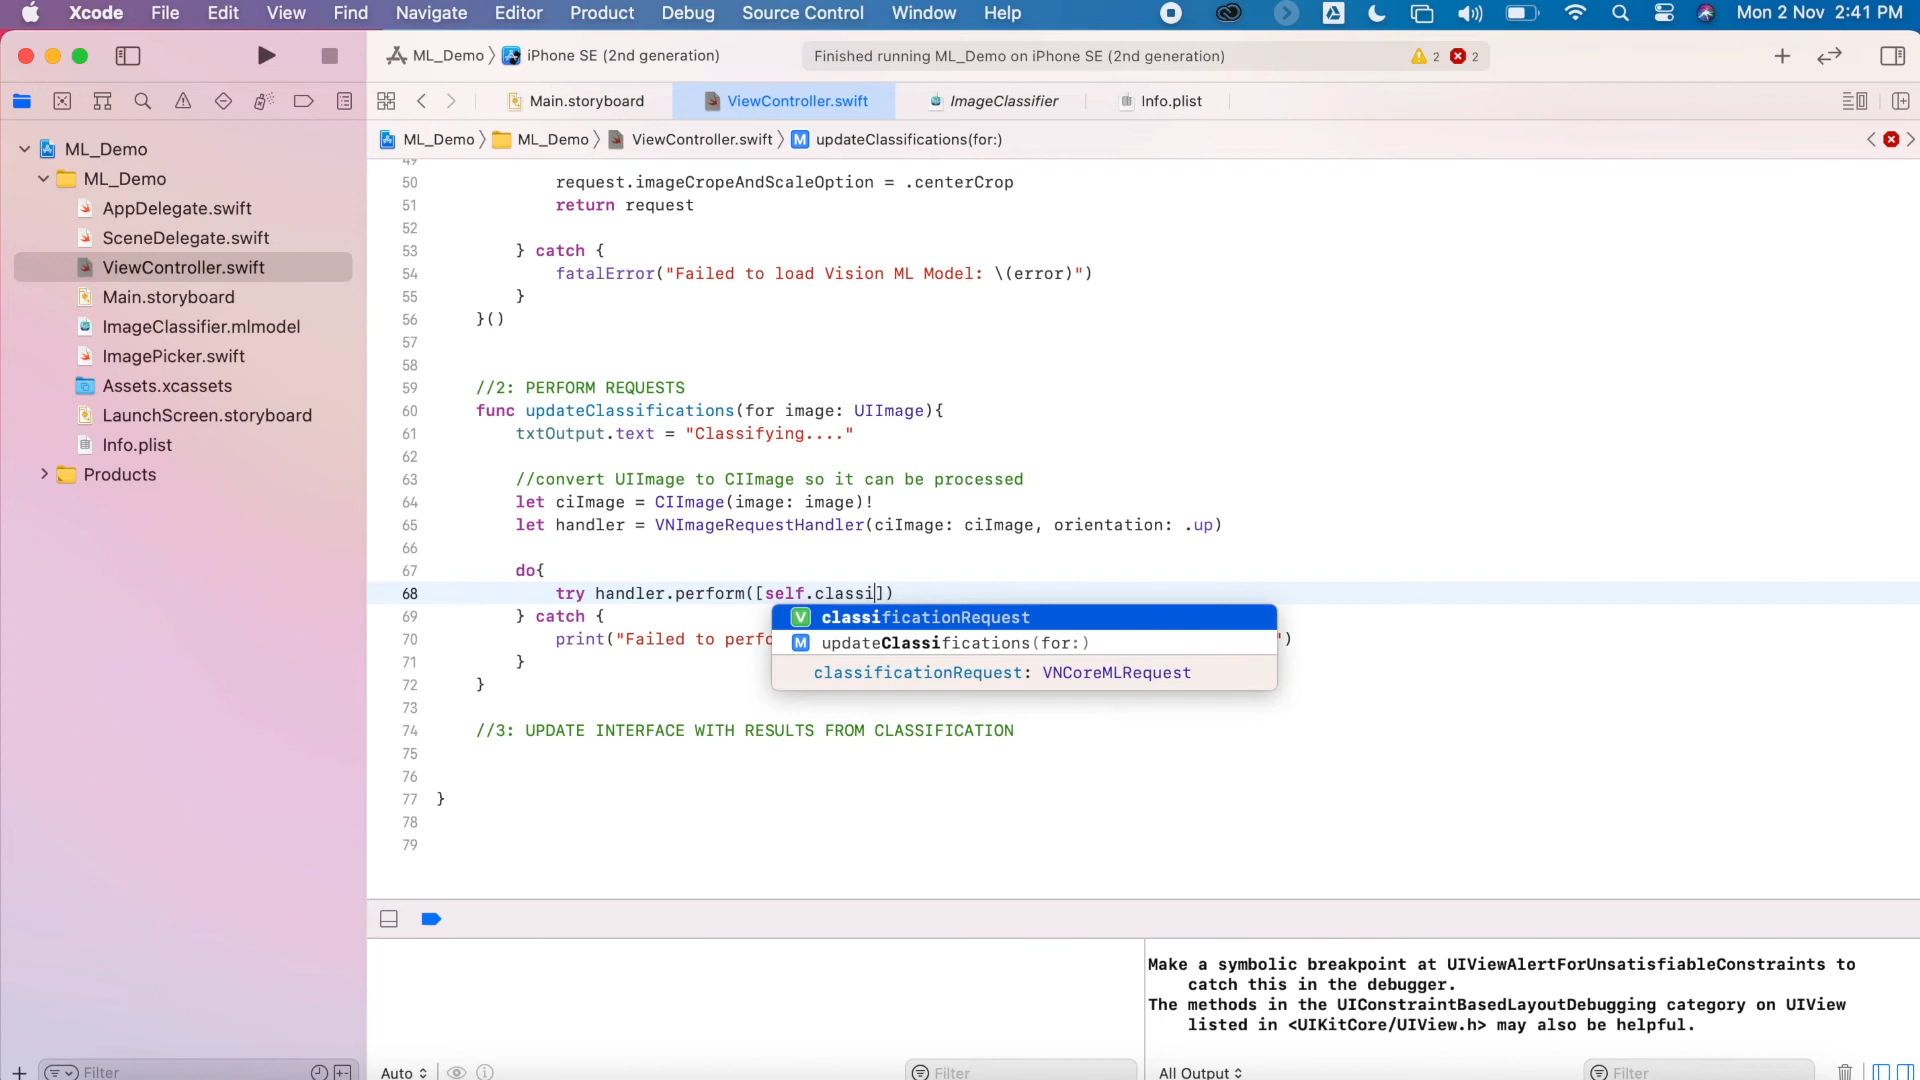 Xcode File Edit View Find Navigate Editor Product Debug Source Control Window Help Mon 2 Nov 2:41 PM
ML_Demo iPhone SE (2nd generation) Finished running ML_Demo on iPhone SE (2nd generation) 2 2
Main.storyboard ViewController.swift ImageClassifier Info.plist
ML_Demo ML_Demo ViewController.swift M updateClassifications(for:)
ML_Demo
ML_Demo
AppDelegate.swift
SceneDelegate.swift
ViewController.swift
Main.storyboard
ImageClassifier.mlmodel
ImagePicker.swift
Assets.xcassets
LaunchScreen.storyboard
Info.plist
Products
49
50 request.imageCropeAndScaleOption = .centerCrop
51 return request
52
53 } catch {
54 fatalError("Failed to load Vision ML Model: \(error)")
55 }
56 }()
57
58
59 //2: PERFORM REQUESTS
60 func updateClassifications(for image: UIImage){
61 txtOutput.text = "Classifying...."
62
63 //convert UIImage to CIImage so it can be processed
64 let ciImage = CIImage(image: image)!
65 let handler = VNImageRequestHandler(ciImage: ciImage, orientation: .up)
66
67 do{
68 try handler.perform([self.classi])
69 } catch {
70 print("Failed to perfo ")
71 }
72 }
73
74 //3: UPDATE INTERFACE WITH RESULTS FROM CLASSIFICATION
75
76
77 }
78
79
V classificationRequest
M updateClassifications(for:)
classificationRequest: VNCoreMLRequest
Make a symbolic breakpoint at UIViewAlertForUnsatisfiableConstraints to
catch this in the debugger.
The methods in the UIConstraintBasedLayoutDebugging category on UIView
listed in <UIKitCore/UIView.h> may also be helpful.
Filter Auto Filter All Output Filter